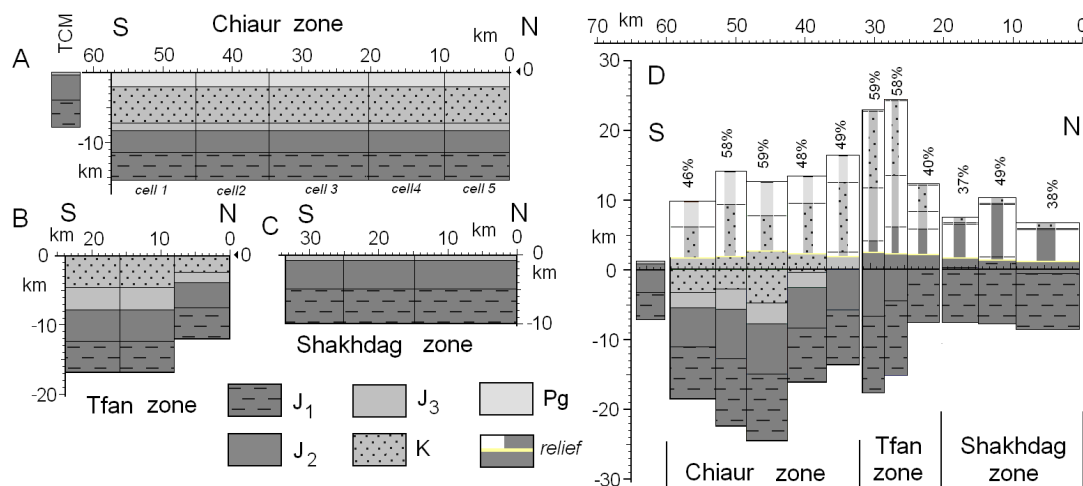 TCM
S
Chiaur zone
N
60 50 40 30 20 10 km 0
A
0
-10
km
cell 1 cell2 cell 3 cell4 cell 5
B
S
N
km 20 10 0
0
km
-10
-20
Tfan zone
C
S
N
30 20 10 km 0
0
-10
Shakhdag zone
J1
J3
Pg
J2
K
relief
70 km 60 50 40 30 20 10 0
D
30
20
10
km
0
-10
-20
-30
S
N
46%
58%
59%
48%
49%
59%
58%
40%
37%
49%
38%
Chiaur zone
Tfan zone
Shakhdag zone